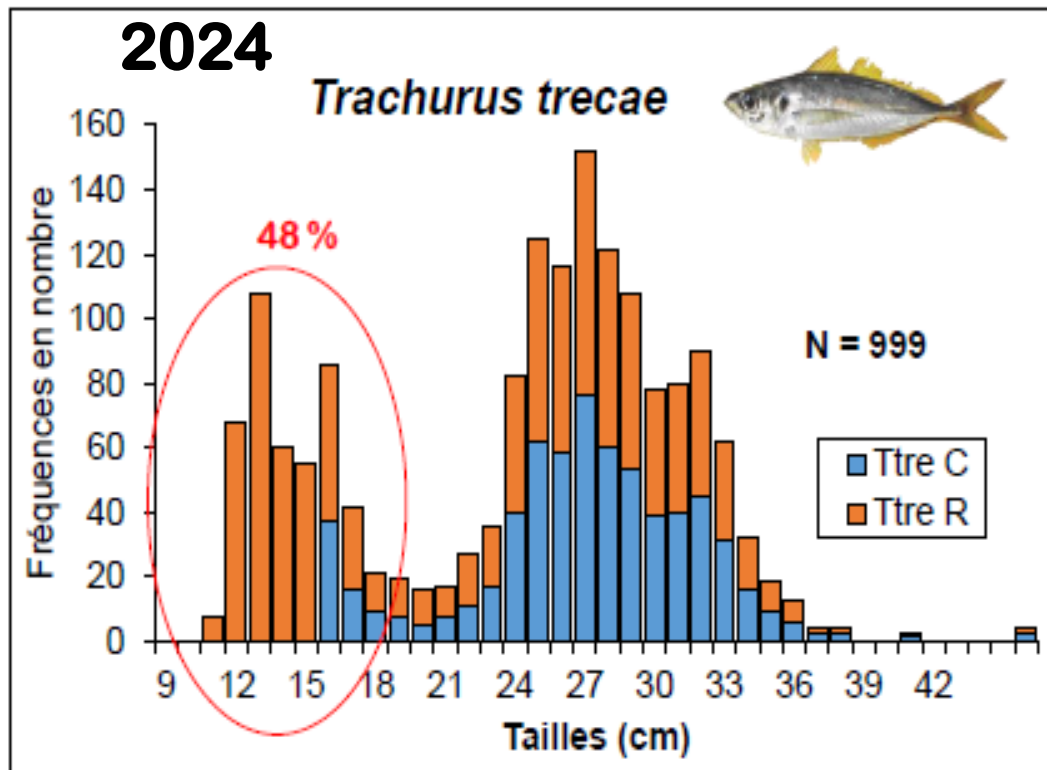 2024
Trachurus trecae
160
140
120
100
80
60
40
20
0
Fréquences en nombre
48 %
N = 999
Ttre C
Ttre R
9 12 15 18 21 24 27 30 33 36 39 42
Tailles (cm)